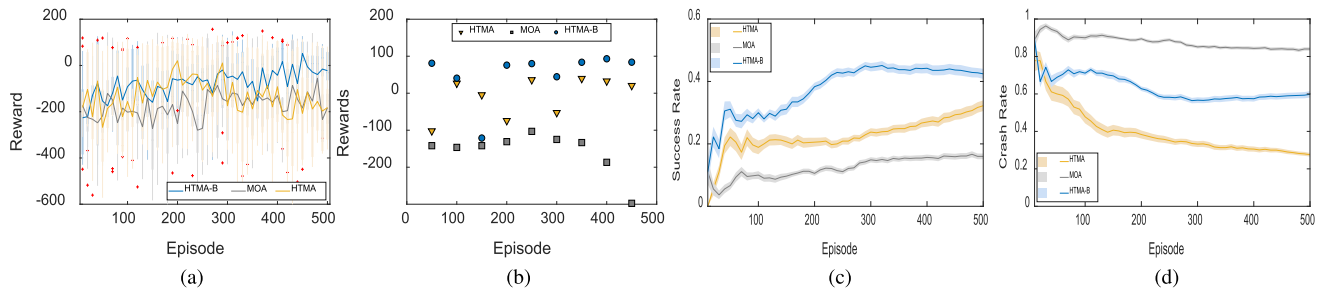 200
0
-200
-400
-600
100 200 300 400 500
Reward
Episode
HTMA-B MOA HTMA
(a)
200
100
0
-100
-200
0 100 200 300 400 500
Rewards
Episode
HTMA MOA HTMA-B
(b)
0.6
0.4
0.2
0
100 200 300 400 500
Success Rate
Episode
HTMA
MOA
HTMA-B
(c)
1
0.8
0.6
0.4
0.2
0
100 200 300 400 500
Crash Rate
Episode
HTMA
MOA
HTMA-B
(d)